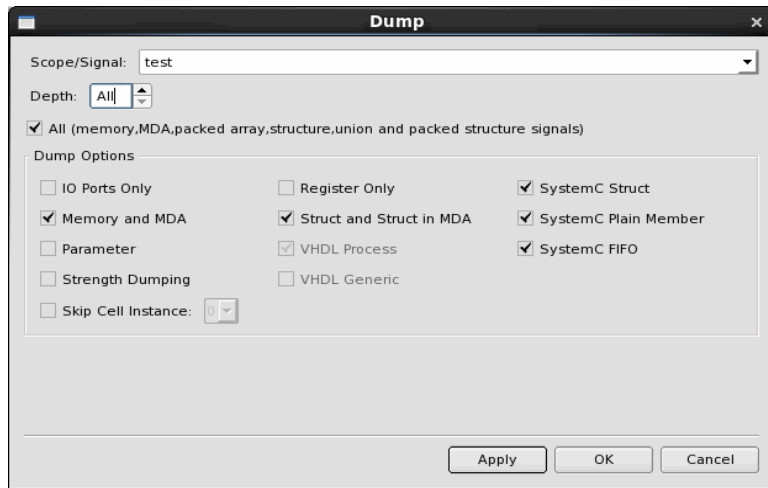 Dump
Scope/Signal: test
Depth: All
All (memory,MDA,packed array,structure,union and packed structure signals)
Dump Options
IO Ports Only Register Only SystemC Struct
Memory and MDA Struct and Struct in MDA SystemC Plain Member
Parameter VHDL Process SystemC FIFO
Strength Dumping VHDL Generic
Skip Cell Instance: 0
Apply OK Cancel